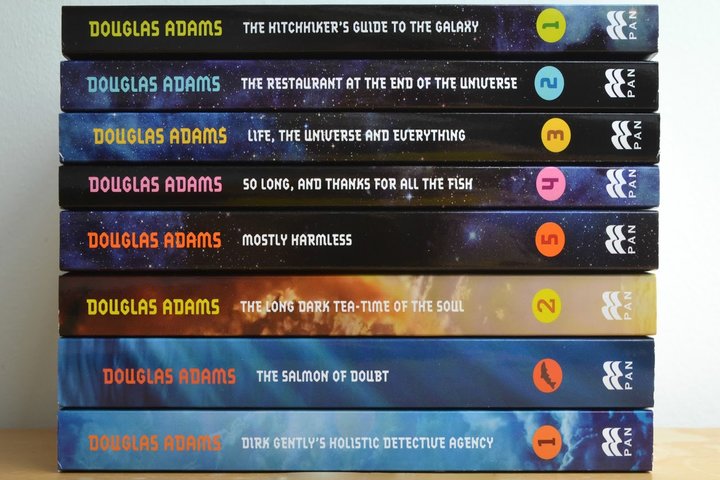 DOUGLAS ADAMS THE HITCHHIKER'S GUIDE TO THE GALAXY 1 PAN
DOUGLAS ADAMS THE RESTAURANT AT THE END OF THE UNIVERSE 2 PAN
DOUGLAS ADAMS LIFE, THE UNIVERSE AND EVERYTHING 3 PAN
DOUGLAS ADAMS SO LONG, AND THANKS FOR ALL THE FISH 4 PAN
DOUGLAS ADAMS MOSTLY HARMLESS 5 PAN
DOUGLAS ADAMS THE LONG DARK TEA-TIME OF THE SOUL 2 PAN
DOUGLAS ADAMS THE SALMON OF DOUBT PAN
DOUGLAS ADAMS DIRK GENTLY'S HOLISTIC DETECTIVE AGENCY 1 PAN